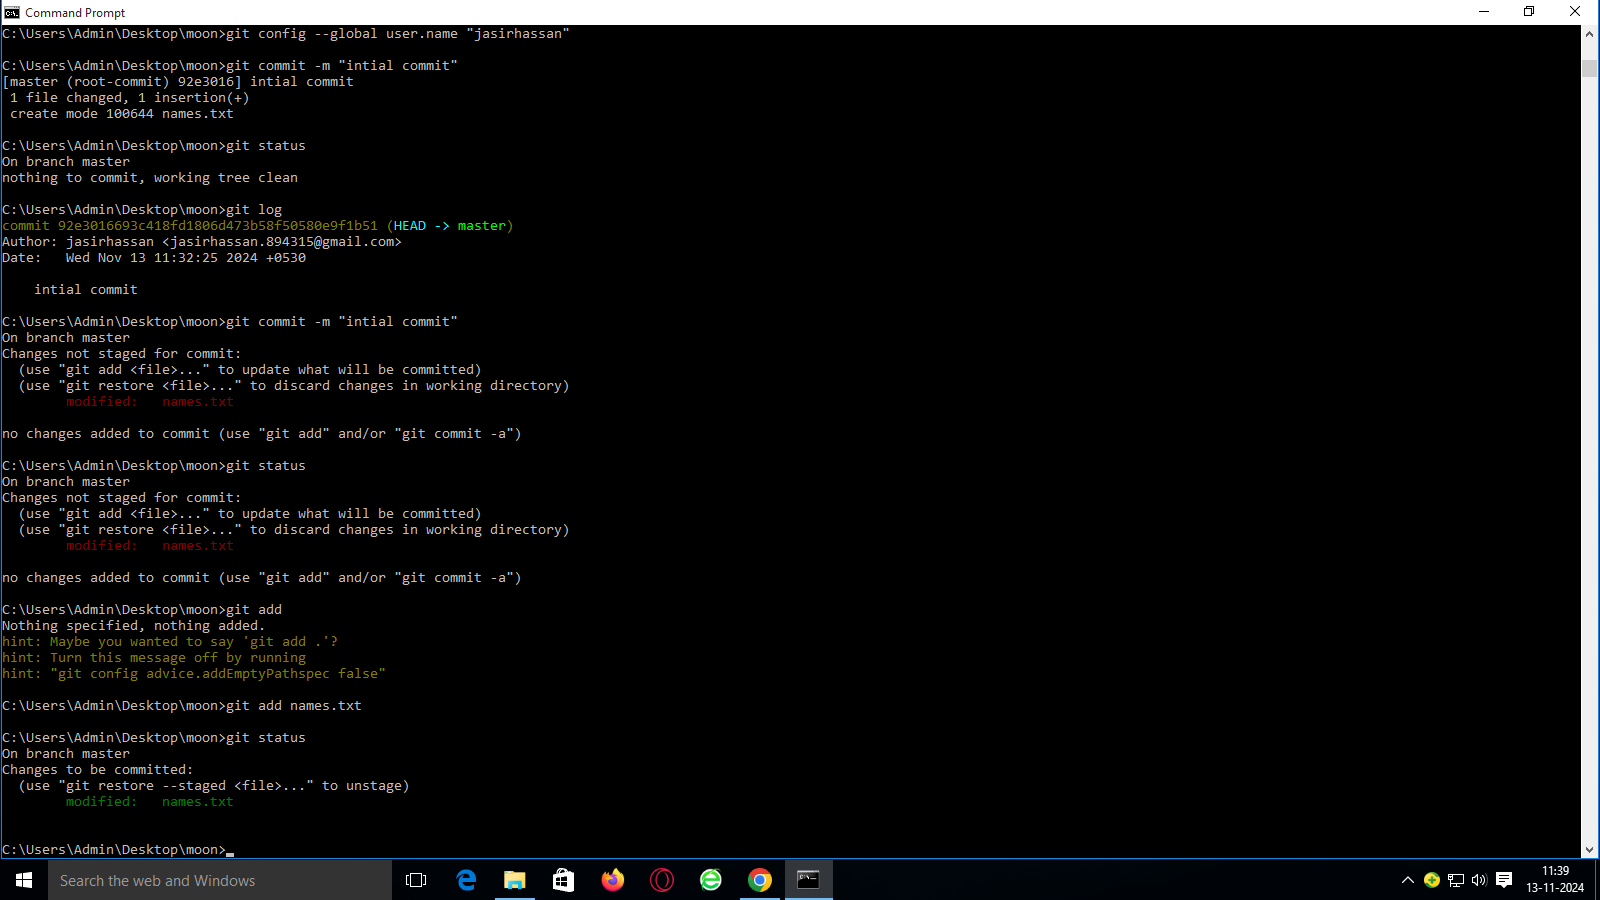 Command Prompt
C:\Users\Admin\Desktop\moon>git config --global user.name "jasirhassan"
C:\Users\Admin\Desktop\moon>git commit -m "intial commit"
[master (root-commit) 92e3016] intial commit
 1 file changed, 1 insertion(+)
 create mode 100644 names.txt
C:\Users\Admin\Desktop\moon>git status
On branch master
nothing to commit, working tree clean
C:\Users\Admin\Desktop\moon>git log
commit 92e3016693c418fd1806d473b58f50580e9f1b51 (HEAD -> master)
Author: jasirhassan <jasirhassan.894315@gmail.com>
Date:   Wed Nov 13 11:32:25 2024 +0530
    intial commit
C:\Users\Admin\Desktop\moon>git commit -m "intial commit"
On branch master
Changes not staged for commit:
  (use "git add <file>..." to update what will be committed)
  (use "git restore <file>..." to discard changes in working directory)
        modified:   names.txt
no changes added to commit (use "git add" and/or "git commit -a")
C:\Users\Admin\Desktop\moon>git status
On branch master
Changes not staged for commit:
  (use "git add <file>..." to update what will be committed)
  (use "git restore <file>..." to discard changes in working directory)
        modified:   names.txt
no changes added to commit (use "git add" and/or "git commit -a")
C:\Users\Admin\Desktop\moon>git add
Nothing specified, nothing added.
hint: Maybe you wanted to say 'git add .'?
hint: Turn this message off by running
hint: "git config advice.addEmptyPathspec false"
C:\Users\Admin\Desktop\moon>git add names.txt
C:\Users\Admin\Desktop\moon>git status
On branch master
Changes to be committed:
  (use "git restore --staged <file>..." to unstage)
        modified:   names.txt
C:\Users\Admin\Desktop\moon>
Search the web and Windows
11:39
13-11-2024